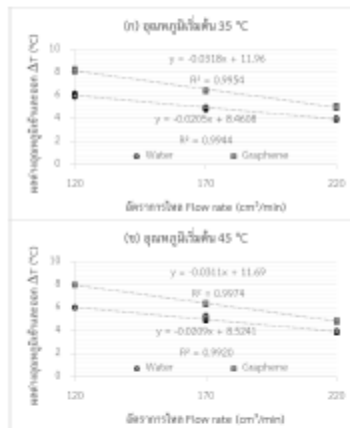 (ก) อุณหภูมิเริ่มต้น 35 °C
y = -0.0318x + 11.96
R² = 0.9954
y = -0.0205x + 8.4608
R² = 0.9944
Water Graphene
10
8
6
4
2
0
120 170 220
อัตราการไหล Flow rate (cm³/min)
(ข) อุณหภูมิเริ่มต้น 45 °C
y = -0.0311x + 11.69
R² = 0.9974
y = -0.0209x + 8.5241
R² = 0.9920
Water Graphene
10
8
6
4
2
0
120 170 220
อัตราการไหล Flow rate (cm³/min)